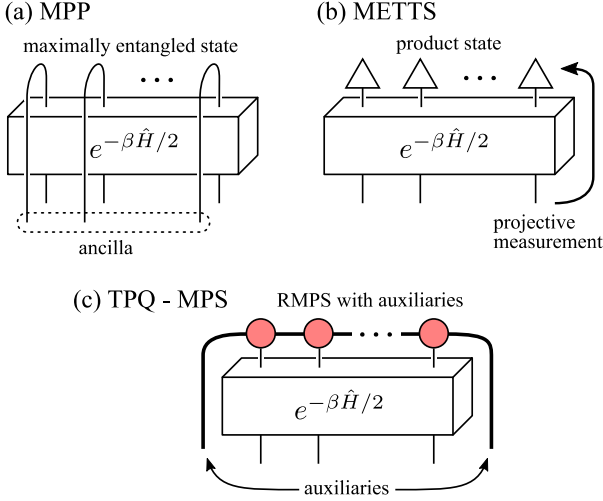 (a) MPP
maximally entangled state
...
e^{-βĤ/2}
ancilla
(b) METTS
product state
...
e^{-βĤ/2}
projective
measurement
(c) TPQ - MPS
RMPS with auxiliaries
...
e^{-βĤ/2}
auxiliaries